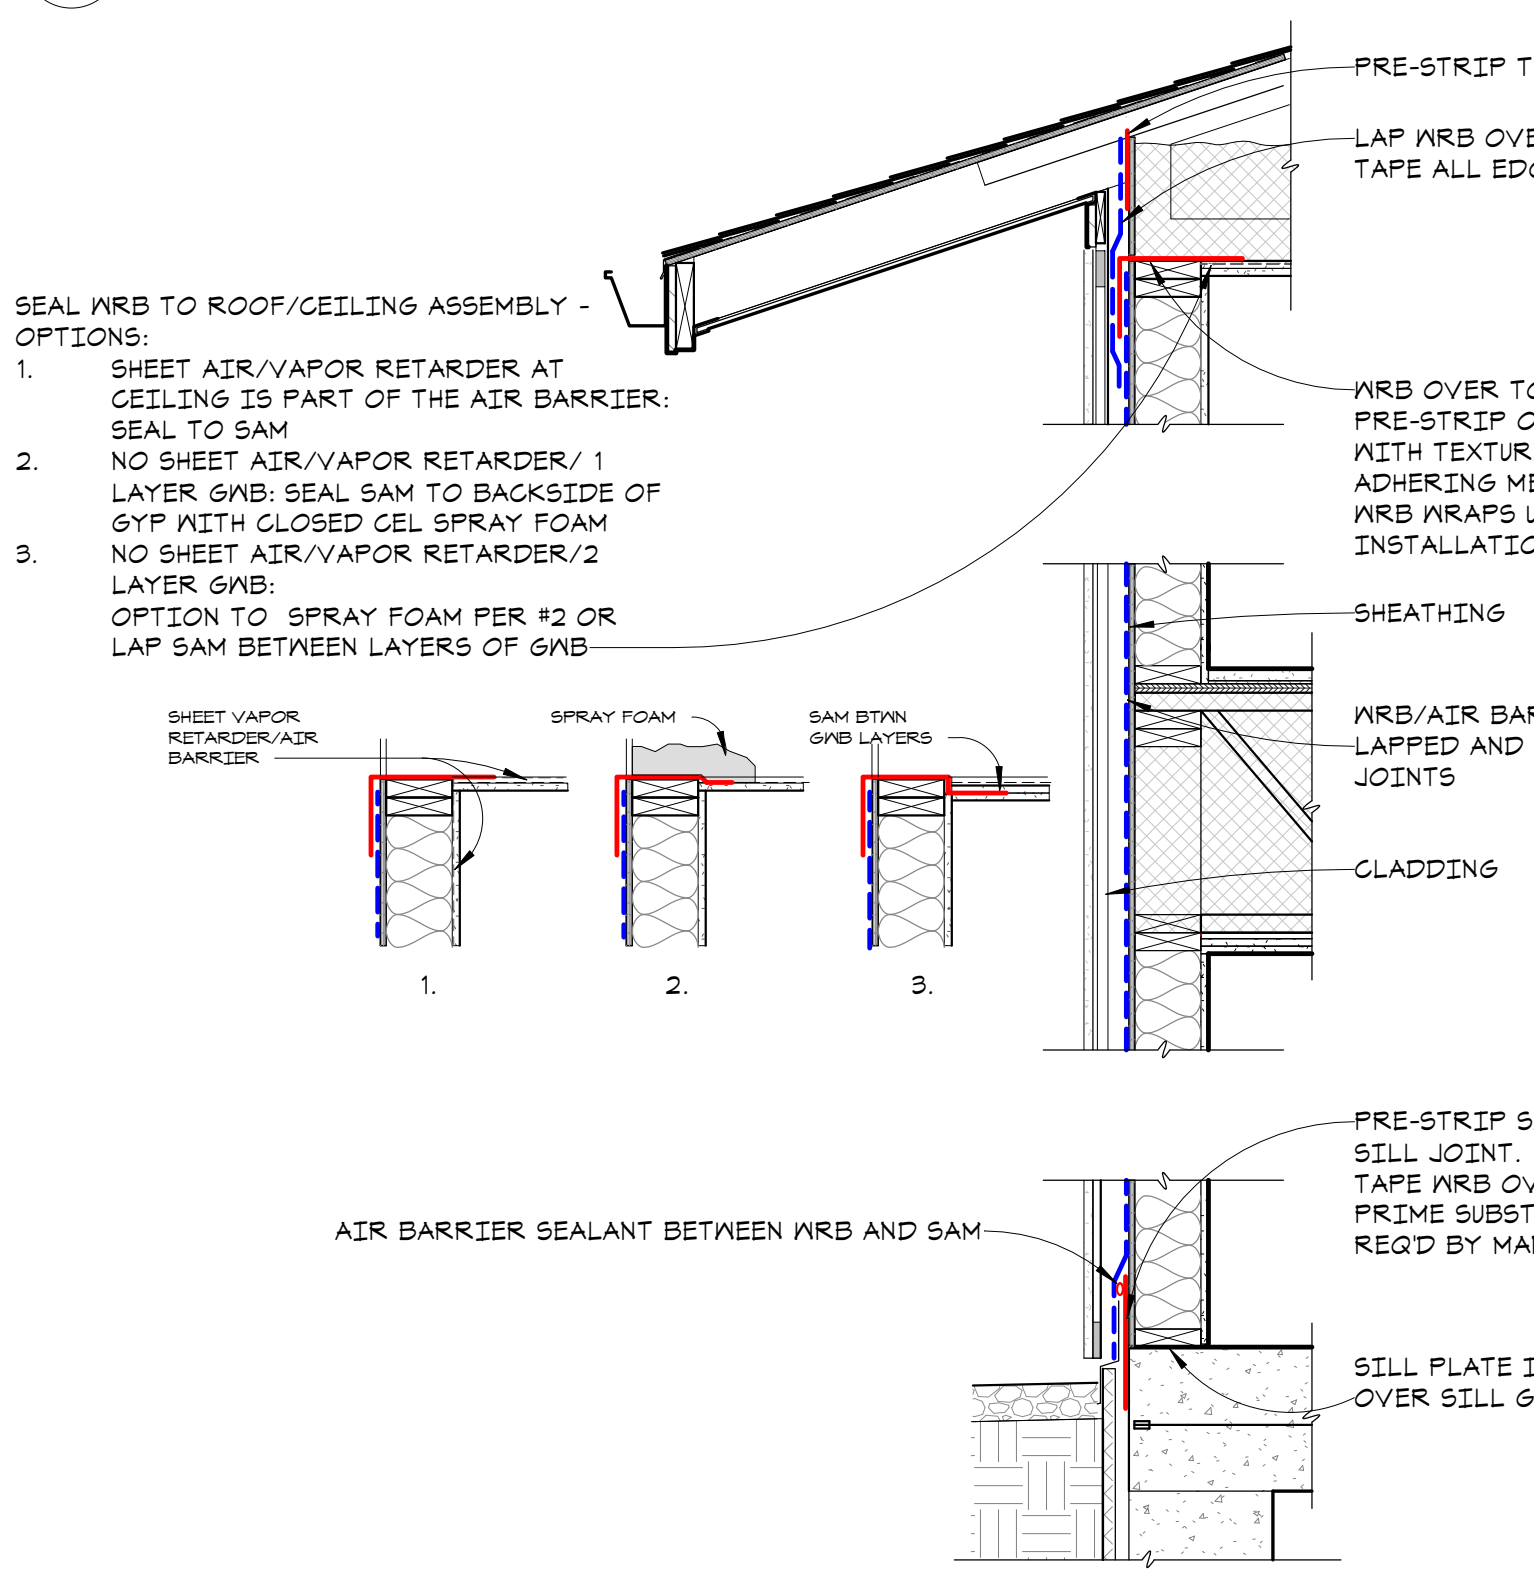 SEAL WRB TO ROOF/CEILING ASSEMBLY -
OPTIONS:
1. SHEET AIR/VAPOR RETARDER AT
CEILING IS PART OF THE AIR BARRIER:
SEAL TO SAM
2. NO SHEET AIR/VAPOR RETARDER/ 1
LAYER GWB: SEAL SAM TO BACKSIDE OF
GYP WITH CLOSED CEL SPRAY FOAM
3. NO SHEET AIR/VAPOR RETARDER/2
LAYER GWB:
OPTION TO SPRAY FOAM PER #2 OR
LAP SAM BETWEEN LAYERS OF GWB
SHEET VAPOR
RETARDER/AIR
BARRIER
SPRAY FOAM
SAM BTWN
GWB LAYERS
1.
2.
3.
AIR BARRIER SEALANT BETWEEN WRB AND SAM
PRE-STRIP T
LAP WRB OVE
TAPE ALL EDG
WRB OVER TO
PRE-STRIP O
WITH TEXTUR
ADHERING ME
WRB WRAPS U
INSTALLATIO
SHEATHING
WRB/AIR BAR
LAPPED AND
JOINTS
CLADDING
PRE-STRIP S
SILL JOINT.
TAPE WRB OV
PRIME SUBST
REQ'D BY MA
SILL PLATE I
OVER SILL G